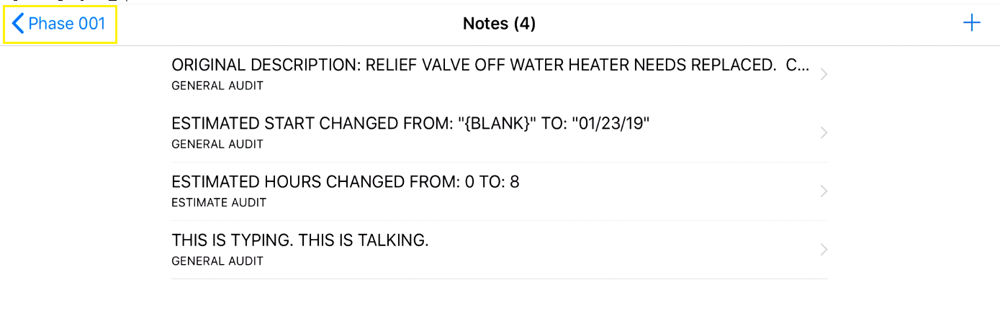 Phase 001
Notes (4)
ORIGINAL DESCRIPTION: RELIEF VALVE OFF WATER HEATER NEEDS REPLACED.  C...
GENERAL AUDIT
ESTIMATED START CHANGED FROM: "{BLANK}" TO: "01/23/19"
GENERAL AUDIT
ESTIMATED HOURS CHANGED FROM: 0 TO: 8
ESTIMATE AUDIT
THIS IS TYPING. THIS IS TALKING.
GENERAL AUDIT